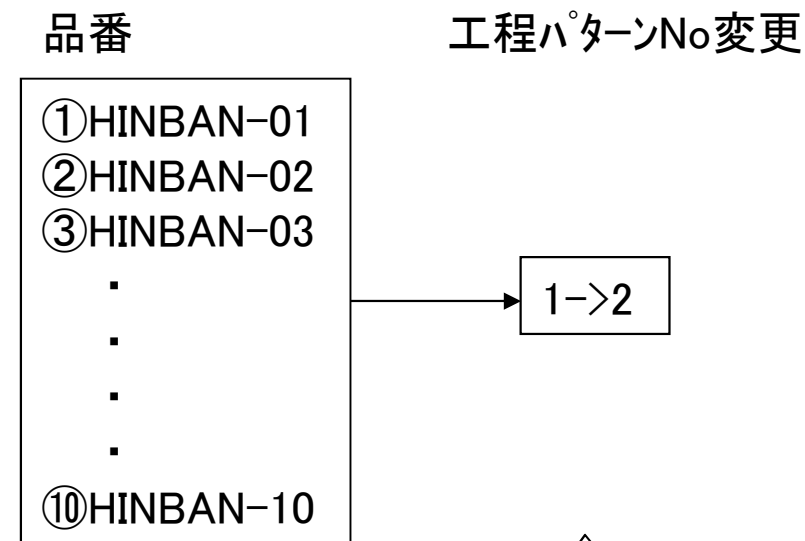 品番
工程ﾊﾟﾀｰﾝNo変更
①HINBAN-01
②HINBAN-02
③HINBAN-03
・
・
・
・
⑩HINBAN-10
1->2